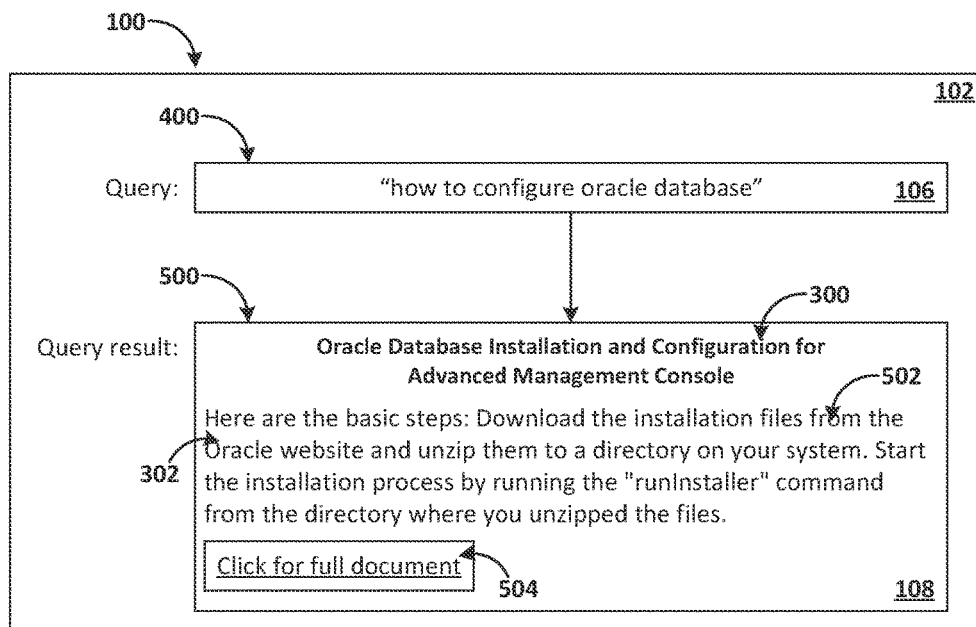 100
102
400
Query: “how to configure oracle database” 106
500
300
Query result: Oracle Database Installation and Configuration for
Advanced Management Console
502
Here are the basic steps: Download the installation files from the
Oracle website and unzip them to a directory on your system. Start
302
the installation process by running the "runInstaller" command
from the directory where you unzipped the files.
Click for full document
504
108